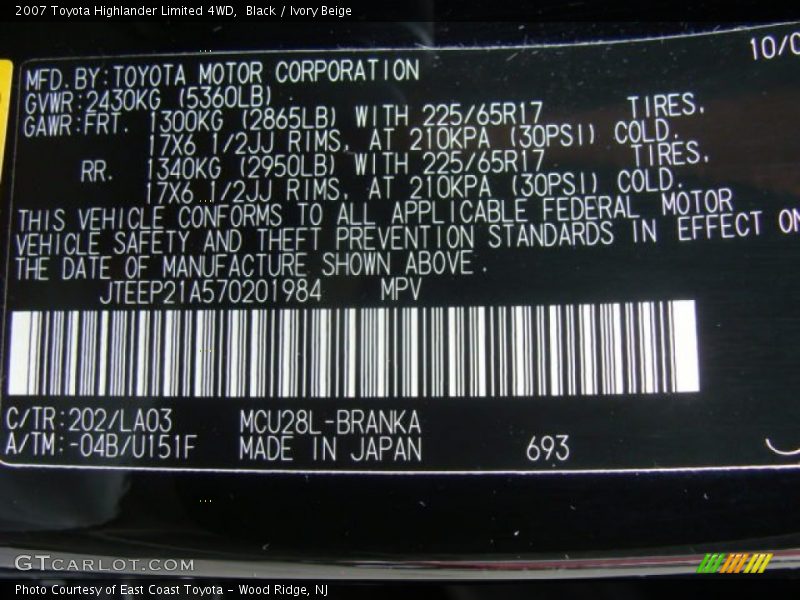 2007 Toyota Highlander Limited 4WD, Black / Ivory Beige
10/0
MFD.BY:TOYOTA MOTOR CORPORATION
GVWR:2430KG (5360LB)
GAWR:FRT. 1300KG (2865LB) WITH 225/65R17 TIRES,
17X6 1/2JJ RIMS, AT 210KPA (30PSI) COLD.
RR. 1340KG (2950LB) WITH 225/65R17 TIRES,
17X6 1/2JJ RIMS, AT 210KPA (30PSI) COLD.
THIS VEHICLE CONFORMS TO ALL APPLICABLE FEDERAL MOTOR
VEHICLE SAFETY AND THEFT PREVENTION STANDARDS IN EFFECT ON
THE DATE OF MANUFACTURE SHOWN ABOVE.
JTEEP21A570201984 MPV
C/TR:202/LA03 MCU28L-BRANKA
A/TM:-04B/U151F MADE IN JAPAN 693
GTCARLOT.COM
Photo Courtesy of East Coast Toyota - Wood Ridge, NJ